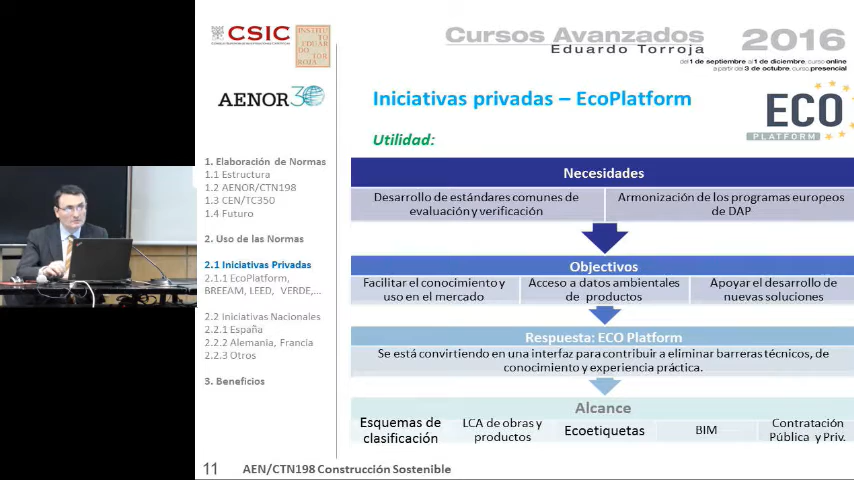 CSIC
INSTITU
TO EDUAR
DO TOR
ROJA
Cursos Avanzados
Eduardo Torroja
2016
del 1 de septiembre al 1 de diciembre, curso online
a partir del 3 de octubre, curso presencial
AENOR 30
Iniciativas privadas – EcoPlatform
ECO
PLATFORM
Utilidad:
1. Elaboración de Normas
1.1 Estructura
1.2 AENOR/CTN198
1.3 CEN/TC350
1.4 Futuro
2. Uso de las Normas
2.1 Iniciativas Privadas
2.1.1 EcoPlatform,
BREEAM, LEED, VERDE,...
2.2 Iniciativas Nacionales
2.2.1 España
2.2.2 Alemania, Francia
2.2.3 Otros
3. Beneficios
Necesidades
Desarrollo de estándares comunes de
evaluación y verificación
Armonización de los programas europeos
de DAP
Objectivos
Facilitar el conocimiento y
uso en el mercado
Acceso a datos ambientales
de productos
Apoyar el desarrollo de
nuevas soluciones
Respuesta: ECO Platform
Se está convirtiendo en una interfaz para contribuir a eliminar barreras técnicos, de
conocimiento y experiencia práctica.
Alcance
Esquemas de
clasificación
LCA de obras y
productos
Ecoetiquetas
BIM
Contratación
Pública y Priv.
11
AEN/CTN198 Construcción Sostenible